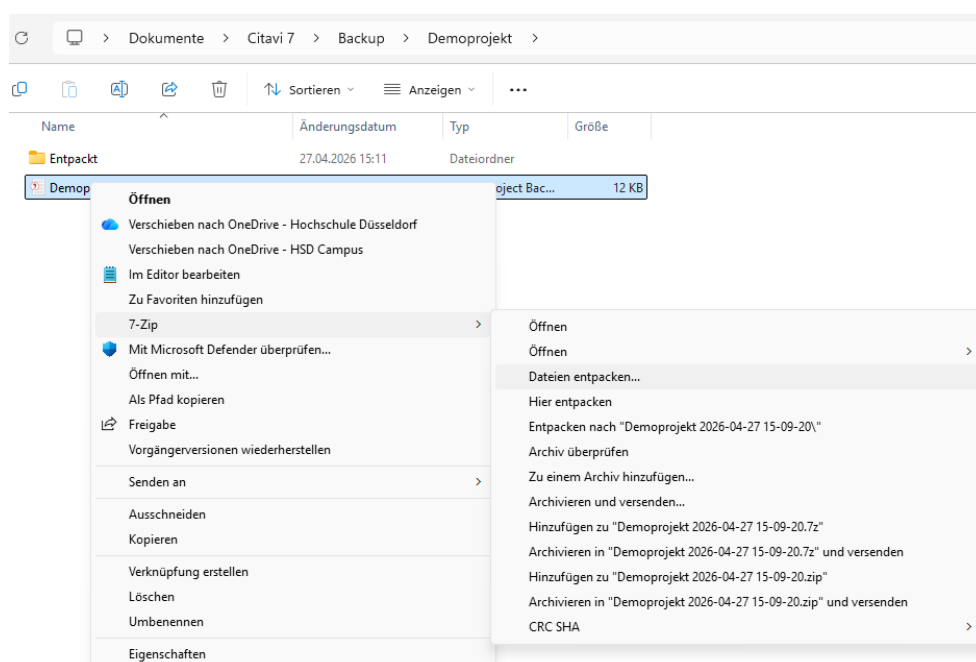 Dokumente > Citavi 7 > Backup > Demoprojekt >
Sortieren Anzeigen ...
Name Änderungsdatum Typ Größe
Entpackt 27.04.2026 15:11 Dateiordner
Demop oject Bac... 12 KB
Öffnen
Verschieben nach OneDrive - Hochschule Düsseldorf
Verschieben nach OneDrive - HSD Campus
Im Editor bearbeiten
Zu Favoriten hinzufügen
7-Zip
Mit Microsoft Defender überprüfen...
Öffnen mit...
Als Pfad kopieren
Freigabe
Vorgängerversionen wiederherstellen
Senden an
Ausschneiden
Kopieren
Verknüpfung erstellen
Löschen
Umbenennen
Eigenschaften
Öffnen
Öffnen
Dateien entpacken...
Hier entpacken
Entpacken nach "Demoprojekt 2026-04-27 15-09-20\"
Archiv überprüfen
Zu einem Archiv hinzufügen...
Archivieren und versenden...
Hinzufügen zu "Demoprojekt 2026-04-27 15-09-20.7z"
Archivieren in "Demoprojekt 2026-04-27 15-09-20.7z" und versenden
Hinzufügen zu "Demoprojekt 2026-04-27 15-09-20.zip"
Archivieren in "Demoprojekt 2026-04-27 15-09-20.zip" und versenden
CRC SHA